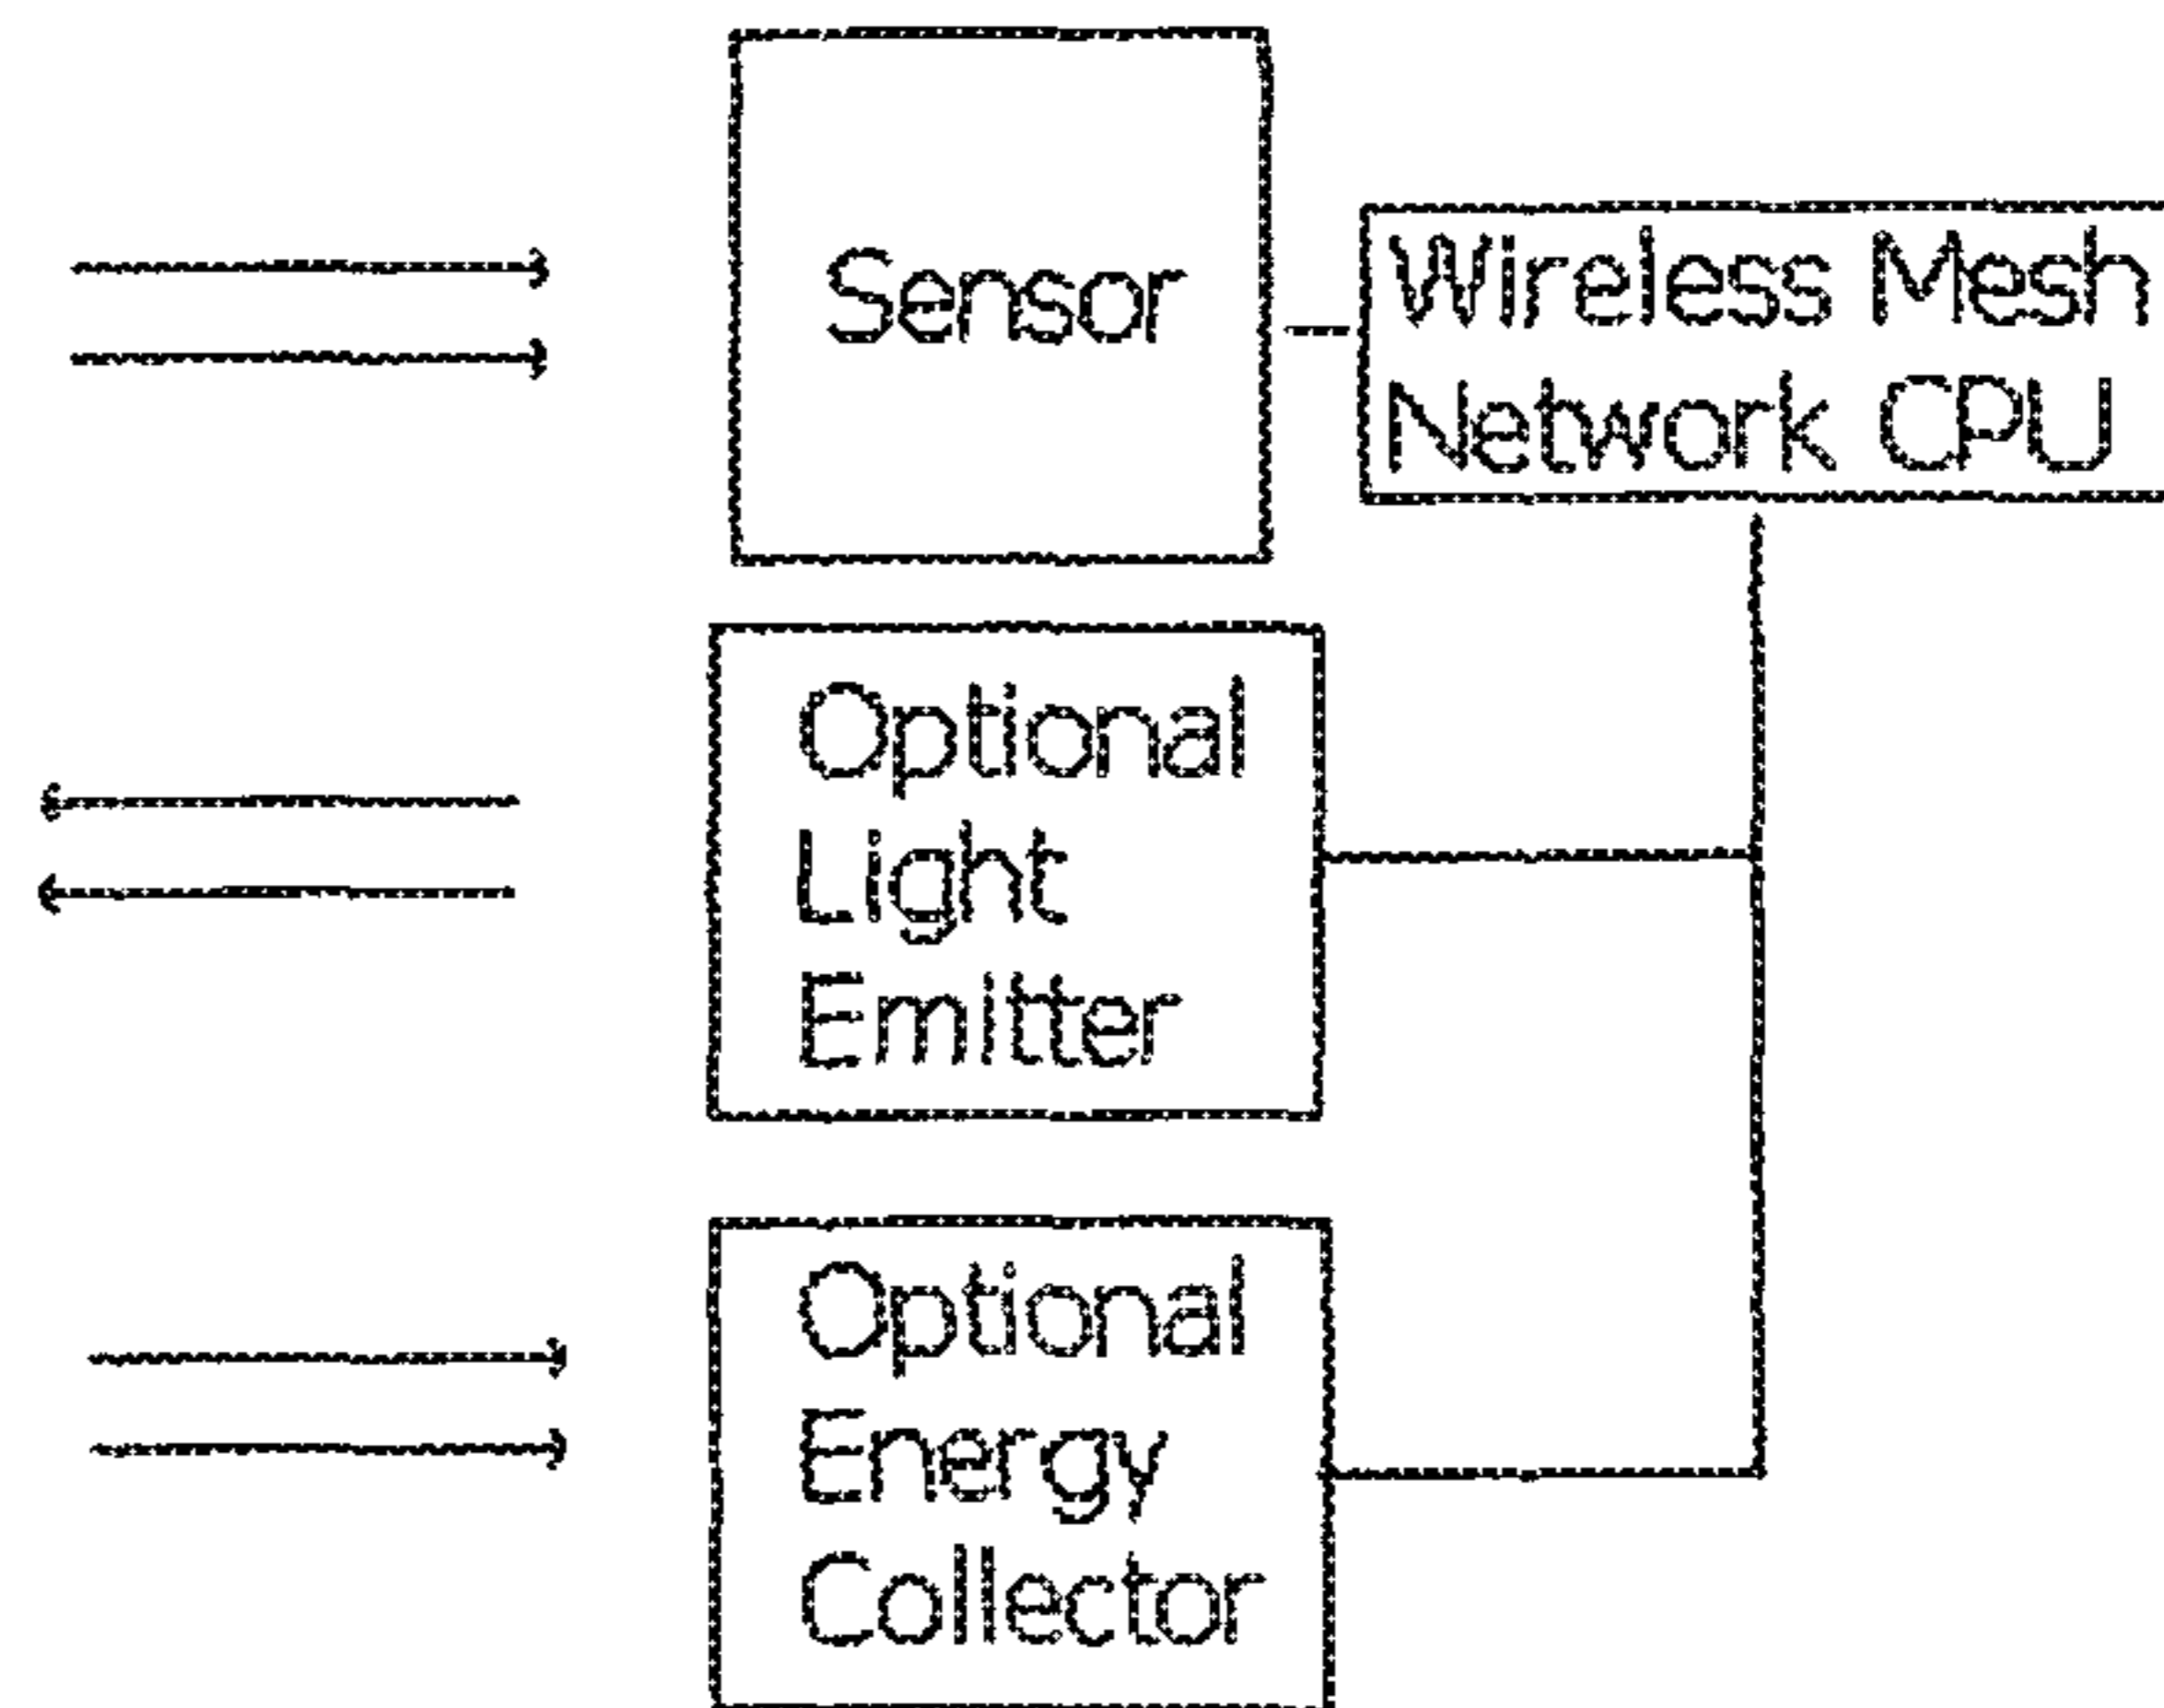 Sensor
Wireless Mesh
Network CPU
Optional
Light
Emitter
Optional
Energy
Collector